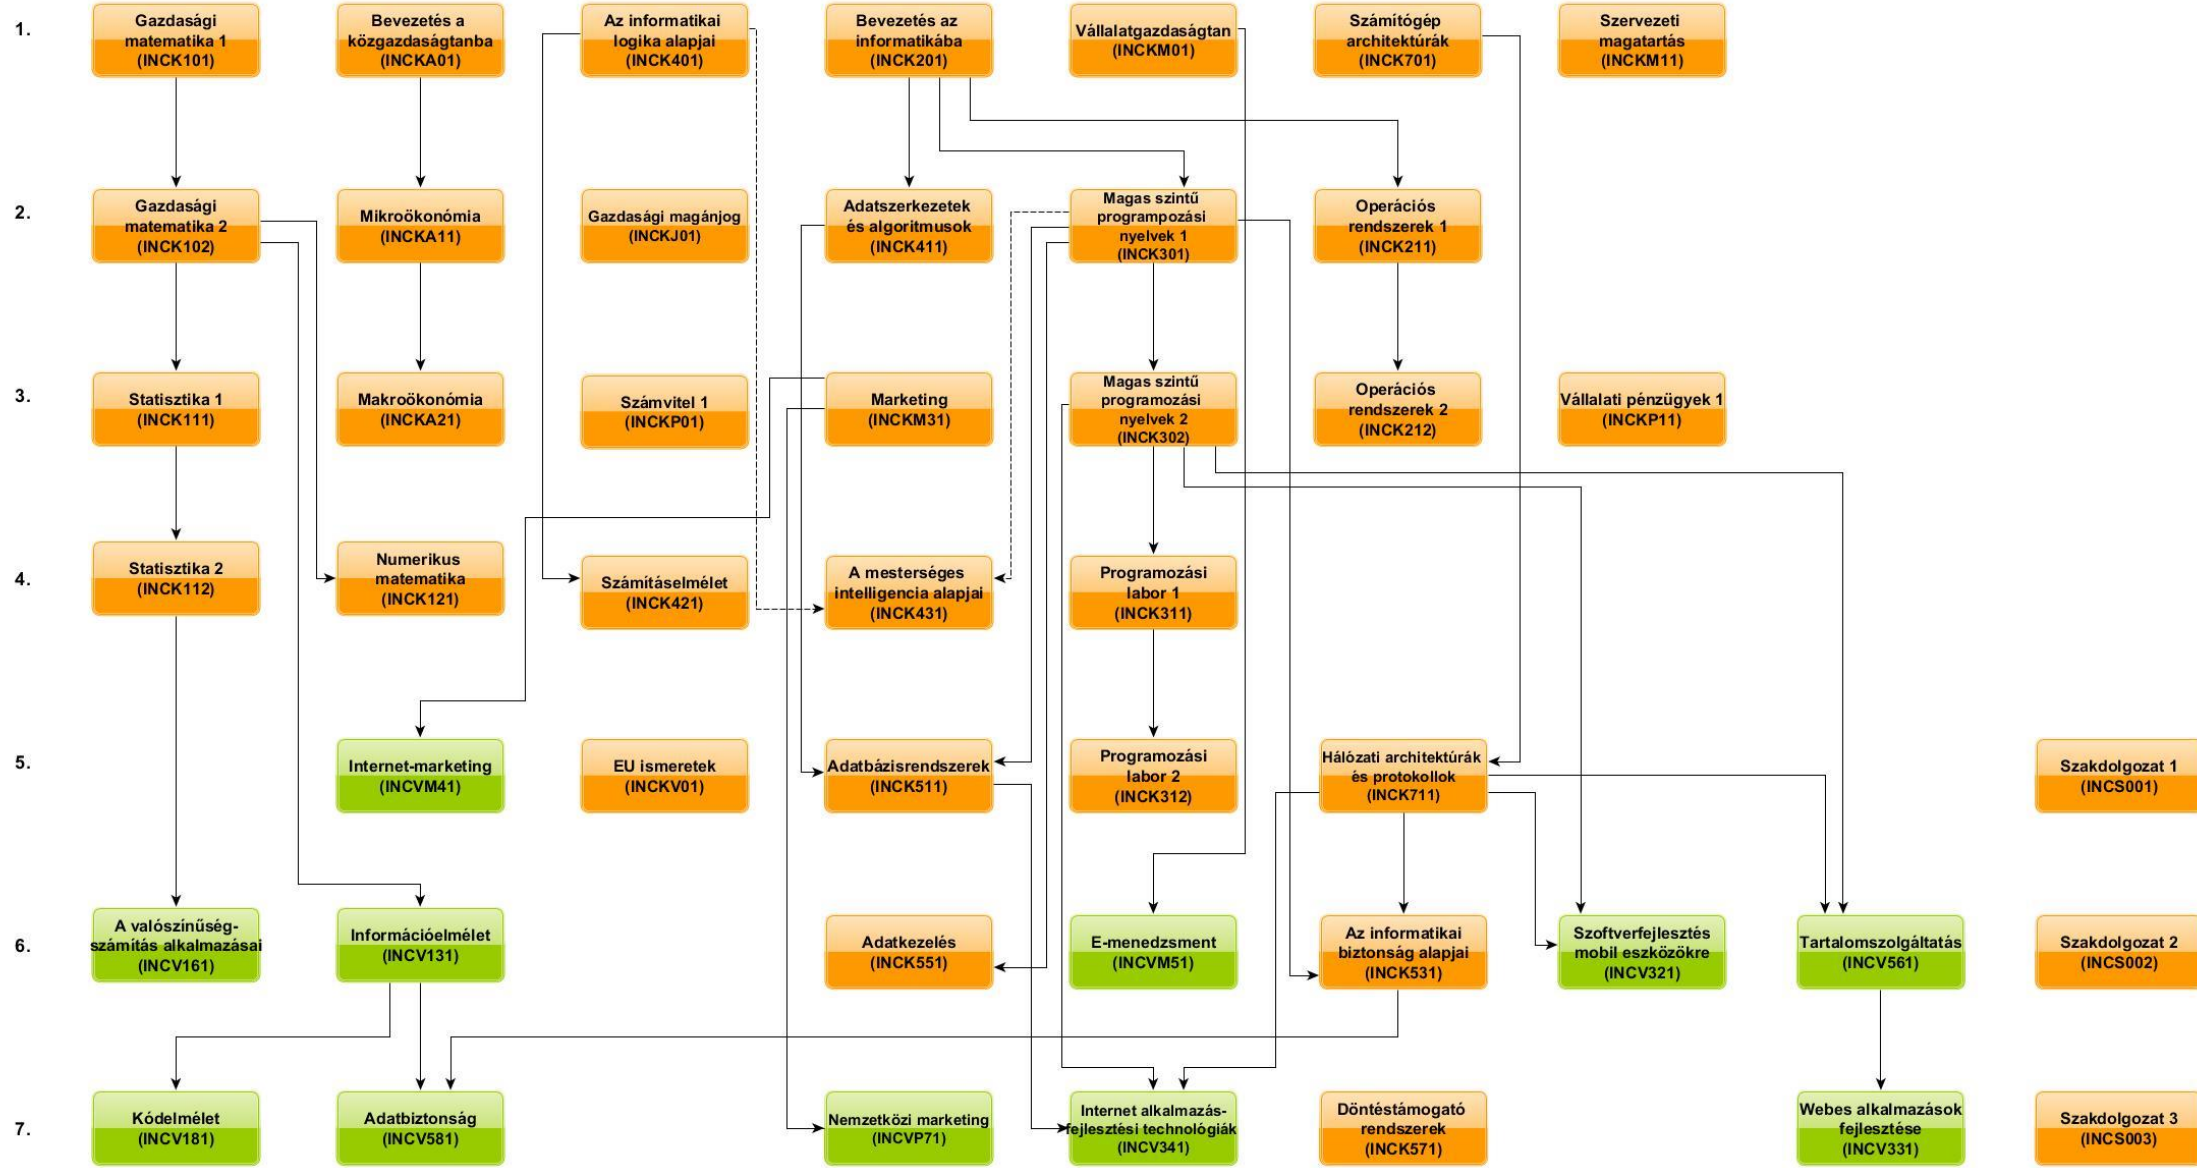 1.
Gazdasági
matematika 1
(INCK101)
Bevezetés a
közgazdaságtanba
(INCKA01)
Az informatikai
logika alapjai
(INCK401)
Bevezetés az
informatikába
(INCK201)
Vállalatgazdaságtan
(INCKM01)
Számítógép
architektúrák
(INCK701)
Szervezeti
magatartás
(INCKM11)
2.
Gazdasági
matematika 2
(INCK102)
Mikroökonómia
(INCKA11)
Gazdasági magánjog
(INCKJ01)
Adatszerkezetek
és algoritmusok
(INCK411)
Magas szintű
programpozási
nyelvek 1
(INCK301)
Operációs
rendszerek 1
(INCK211)
3.
Statisztika 1
(INCK111)
Makroökonómia
(INCKA21)
Számvitel 1
(INCKP01)
Marketing
(INCKM31)
Magas szintű
programozási
nyelvek 2
(INCK302)
Operációs
rendszerek 2
(INCK212)
Vállalati pénzügyek 1
(INCKP11)
4.
Statisztika 2
(INCK112)
Numerikus
matematika
(INCK121)
Számításelmélet
(INCK421)
A mesterséges
intelligencia alapjai
(INCK431)
Programozási
labor 1
(INCK311)
5.
Internet-marketing
(INCVM41)
EU ismeretek
(INCKV01)
Adatbázisrendszerek
(INCK511)
Programozási
labor 2
(INCK312)
Hálózati architektúrák
és protokollok
(INCK711)
Szakdolgozat 1
(INCS001)
6.
A valószínűség-
számítás alkalmazásai
(INCV161)
Információelmélet
(INCV131)
Adatkezelés
(INCK551)
E-menedzsment
(INCVM51)
Az informatikai
biztonság alapjai
(INCK531)
Szoftverfejlesztés
mobil eszközökre
(INCV321)
Tartalomszolgáltatás
(INCV561)
Szakdolgozat 2
(INCS002)
7.
Kódelmélet
(INCV181)
Adatbiztonság
(INCV581)
Nemzetközi marketing
(INCVP71)
Internet alkalmazás-
fejlesztési technológiák
(INCV341)
Döntéstámogató
rendszerek
(INCK571)
Webes alkalmazások
fejlesztése
(INCV331)
Szakdolgozat 3
(INCS003)